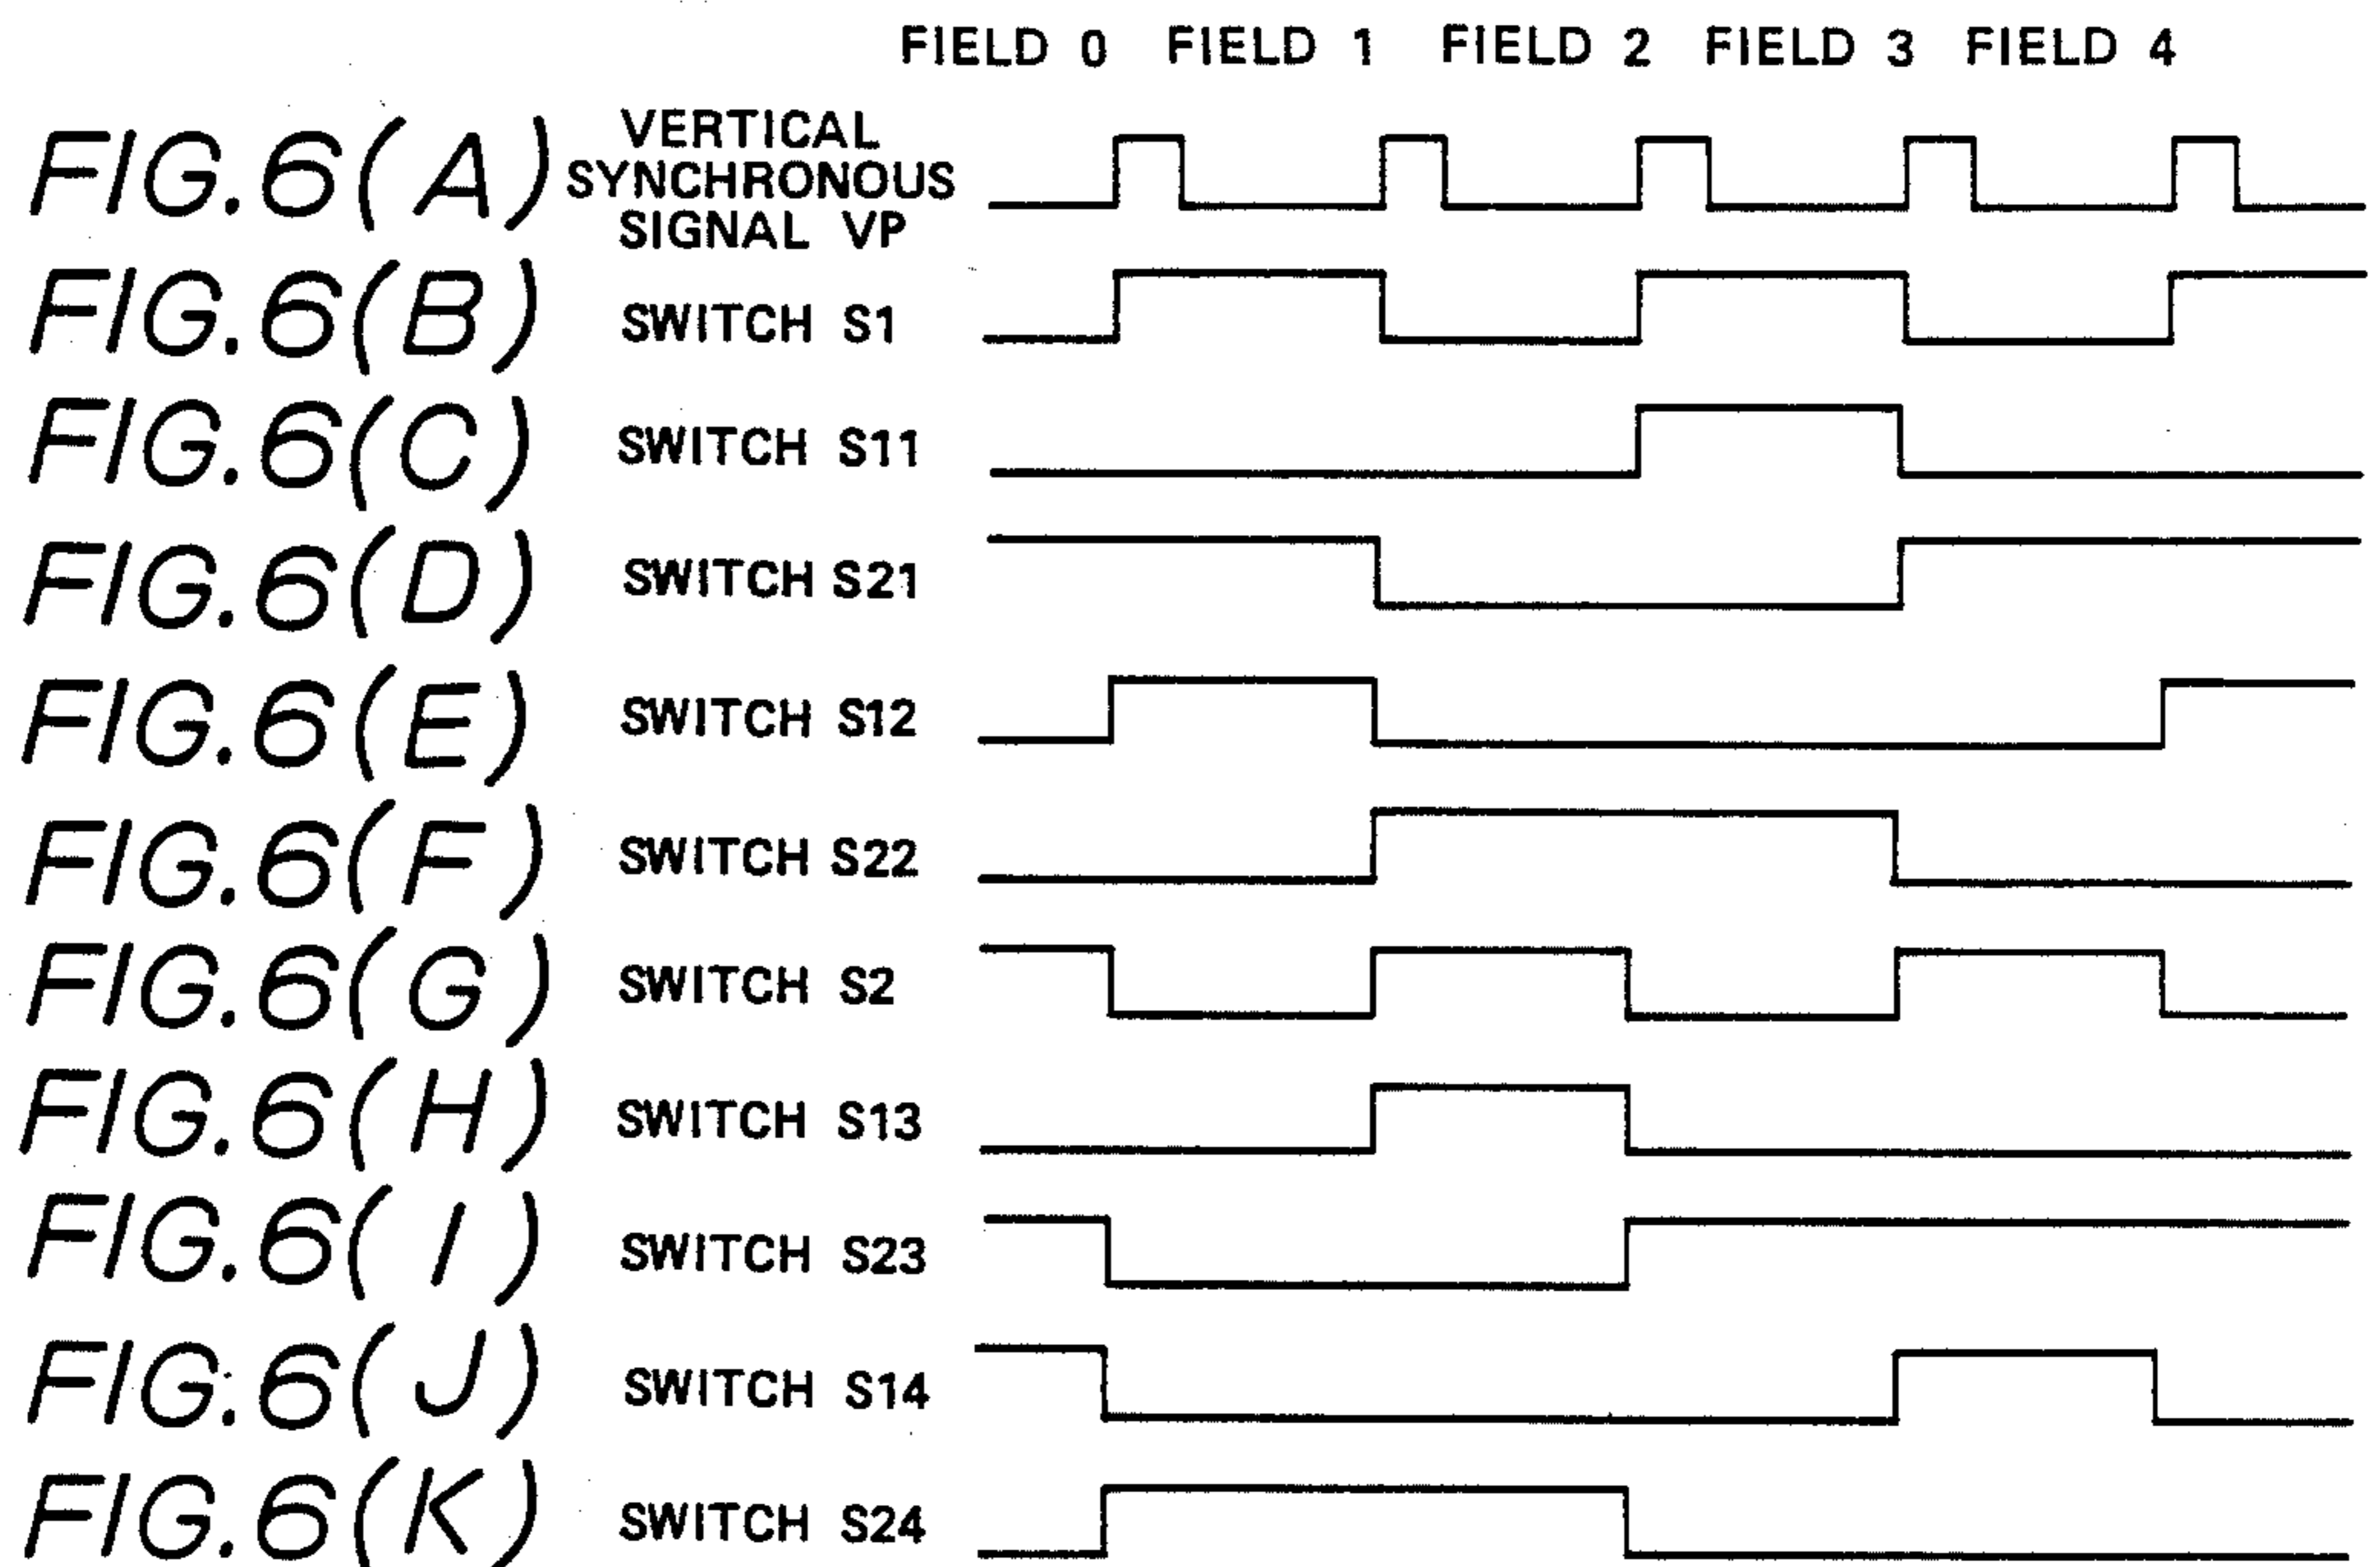 FIELD 0 FIELD 1 FIELD 2 FIELD 3 FIELD 4
FIG.6(A) VERTICAL
SYNCHRONOUS
SIGNAL VP
FIG.6(B) SWITCH S1
FIG.6(C) SWITCH S11
FIG.6(D) SWITCH S21
FIG.6(E) SWITCH S12
FIG.6(F) SWITCH S22
FIG.6(G) SWITCH S2
FIG.6(H) SWITCH S13
FIG.6(I) SWITCH S23
FIG.6(J) SWITCH S14
FIG.6(K) SWITCH S24